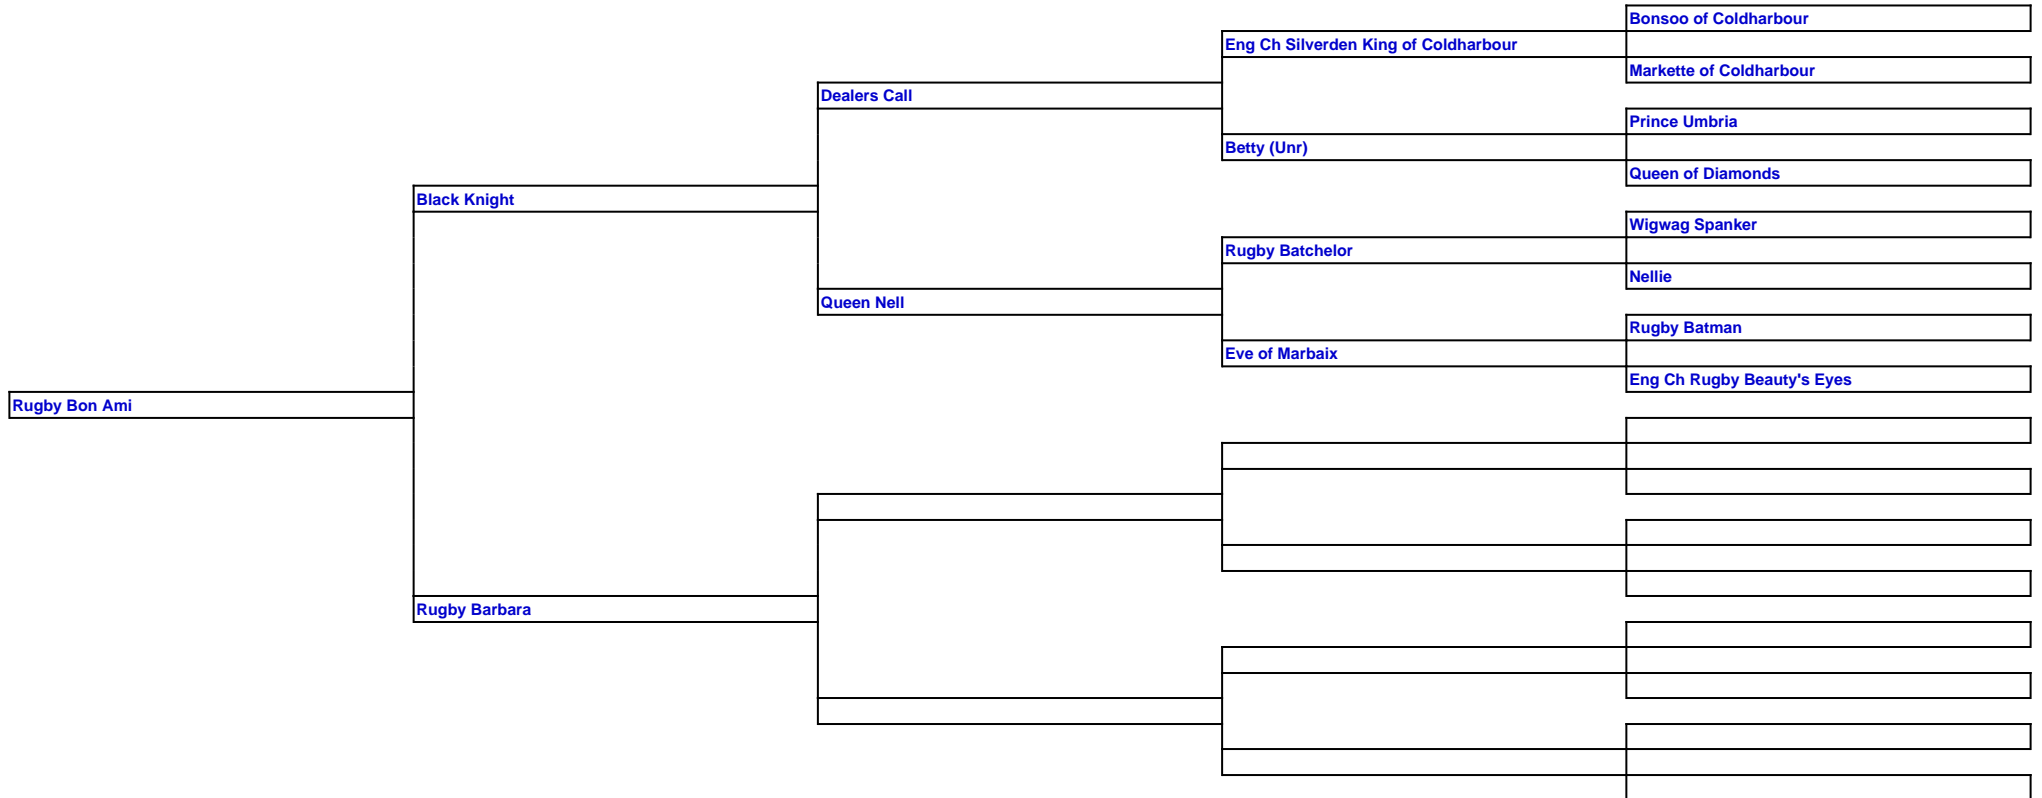 Bonsoo of Coldharbour
Eng Ch Silverden King of Coldharbour
Markette of Coldharbour
Dealers Call
Prince Umbria
Betty (Unr)
Queen of Diamonds
Black Knight
Wigwag Spanker
Rugby Batchelor
Nellie
Queen Nell
Rugby Batman
Eve of Marbaix
Eng Ch Rugby Beauty's Eyes
Rugby Bon Ami
Rugby Barbara